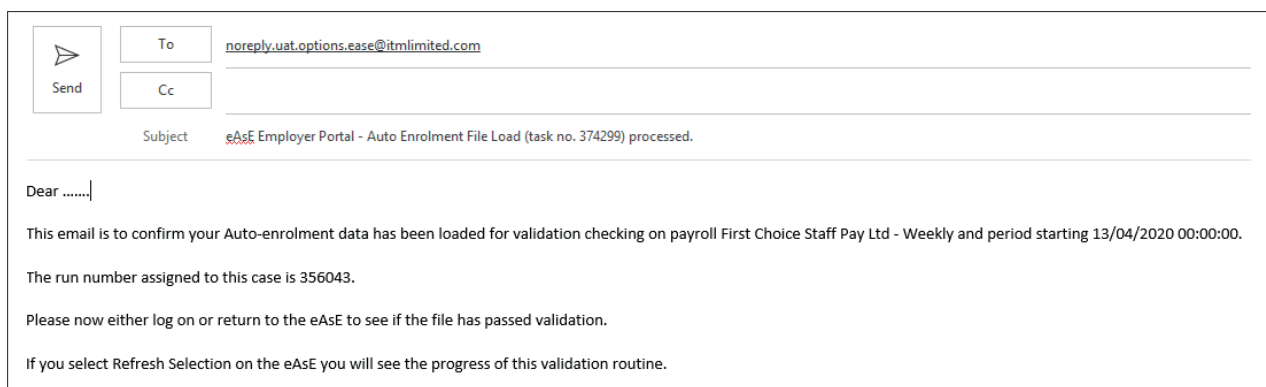 To
noreply.uat.options.ease@itmlimited.com
Send
Cc
Subject
eAsE Employer Portal - Auto Enrolment File Load (task no. 374299) processed.
Dear .......
This email is to confirm your Auto-enrolment data has been loaded for validation checking on payroll First Choice Staff Pay Ltd - Weekly and period starting 13/04/2020 00:00:00.
The run number assigned to this case is 356043.
Please now either log on or return to the eAsE to see if the file has passed validation.
If you select Refresh Selection on the eAsE you will see the progress of this validation routine.